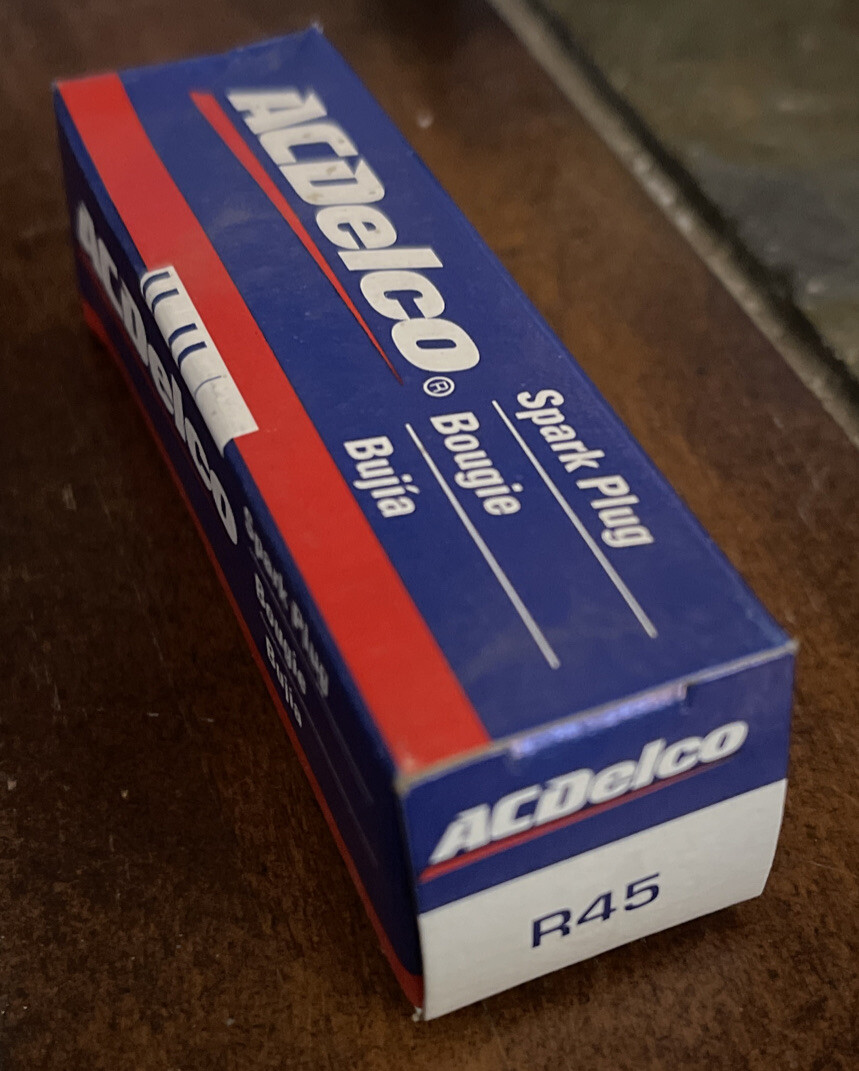 ACDelco®
Spark Plug
Bougie
Bujía
ACDelco
Spark Plug
Bougie
Bujía
ACDelco
R45